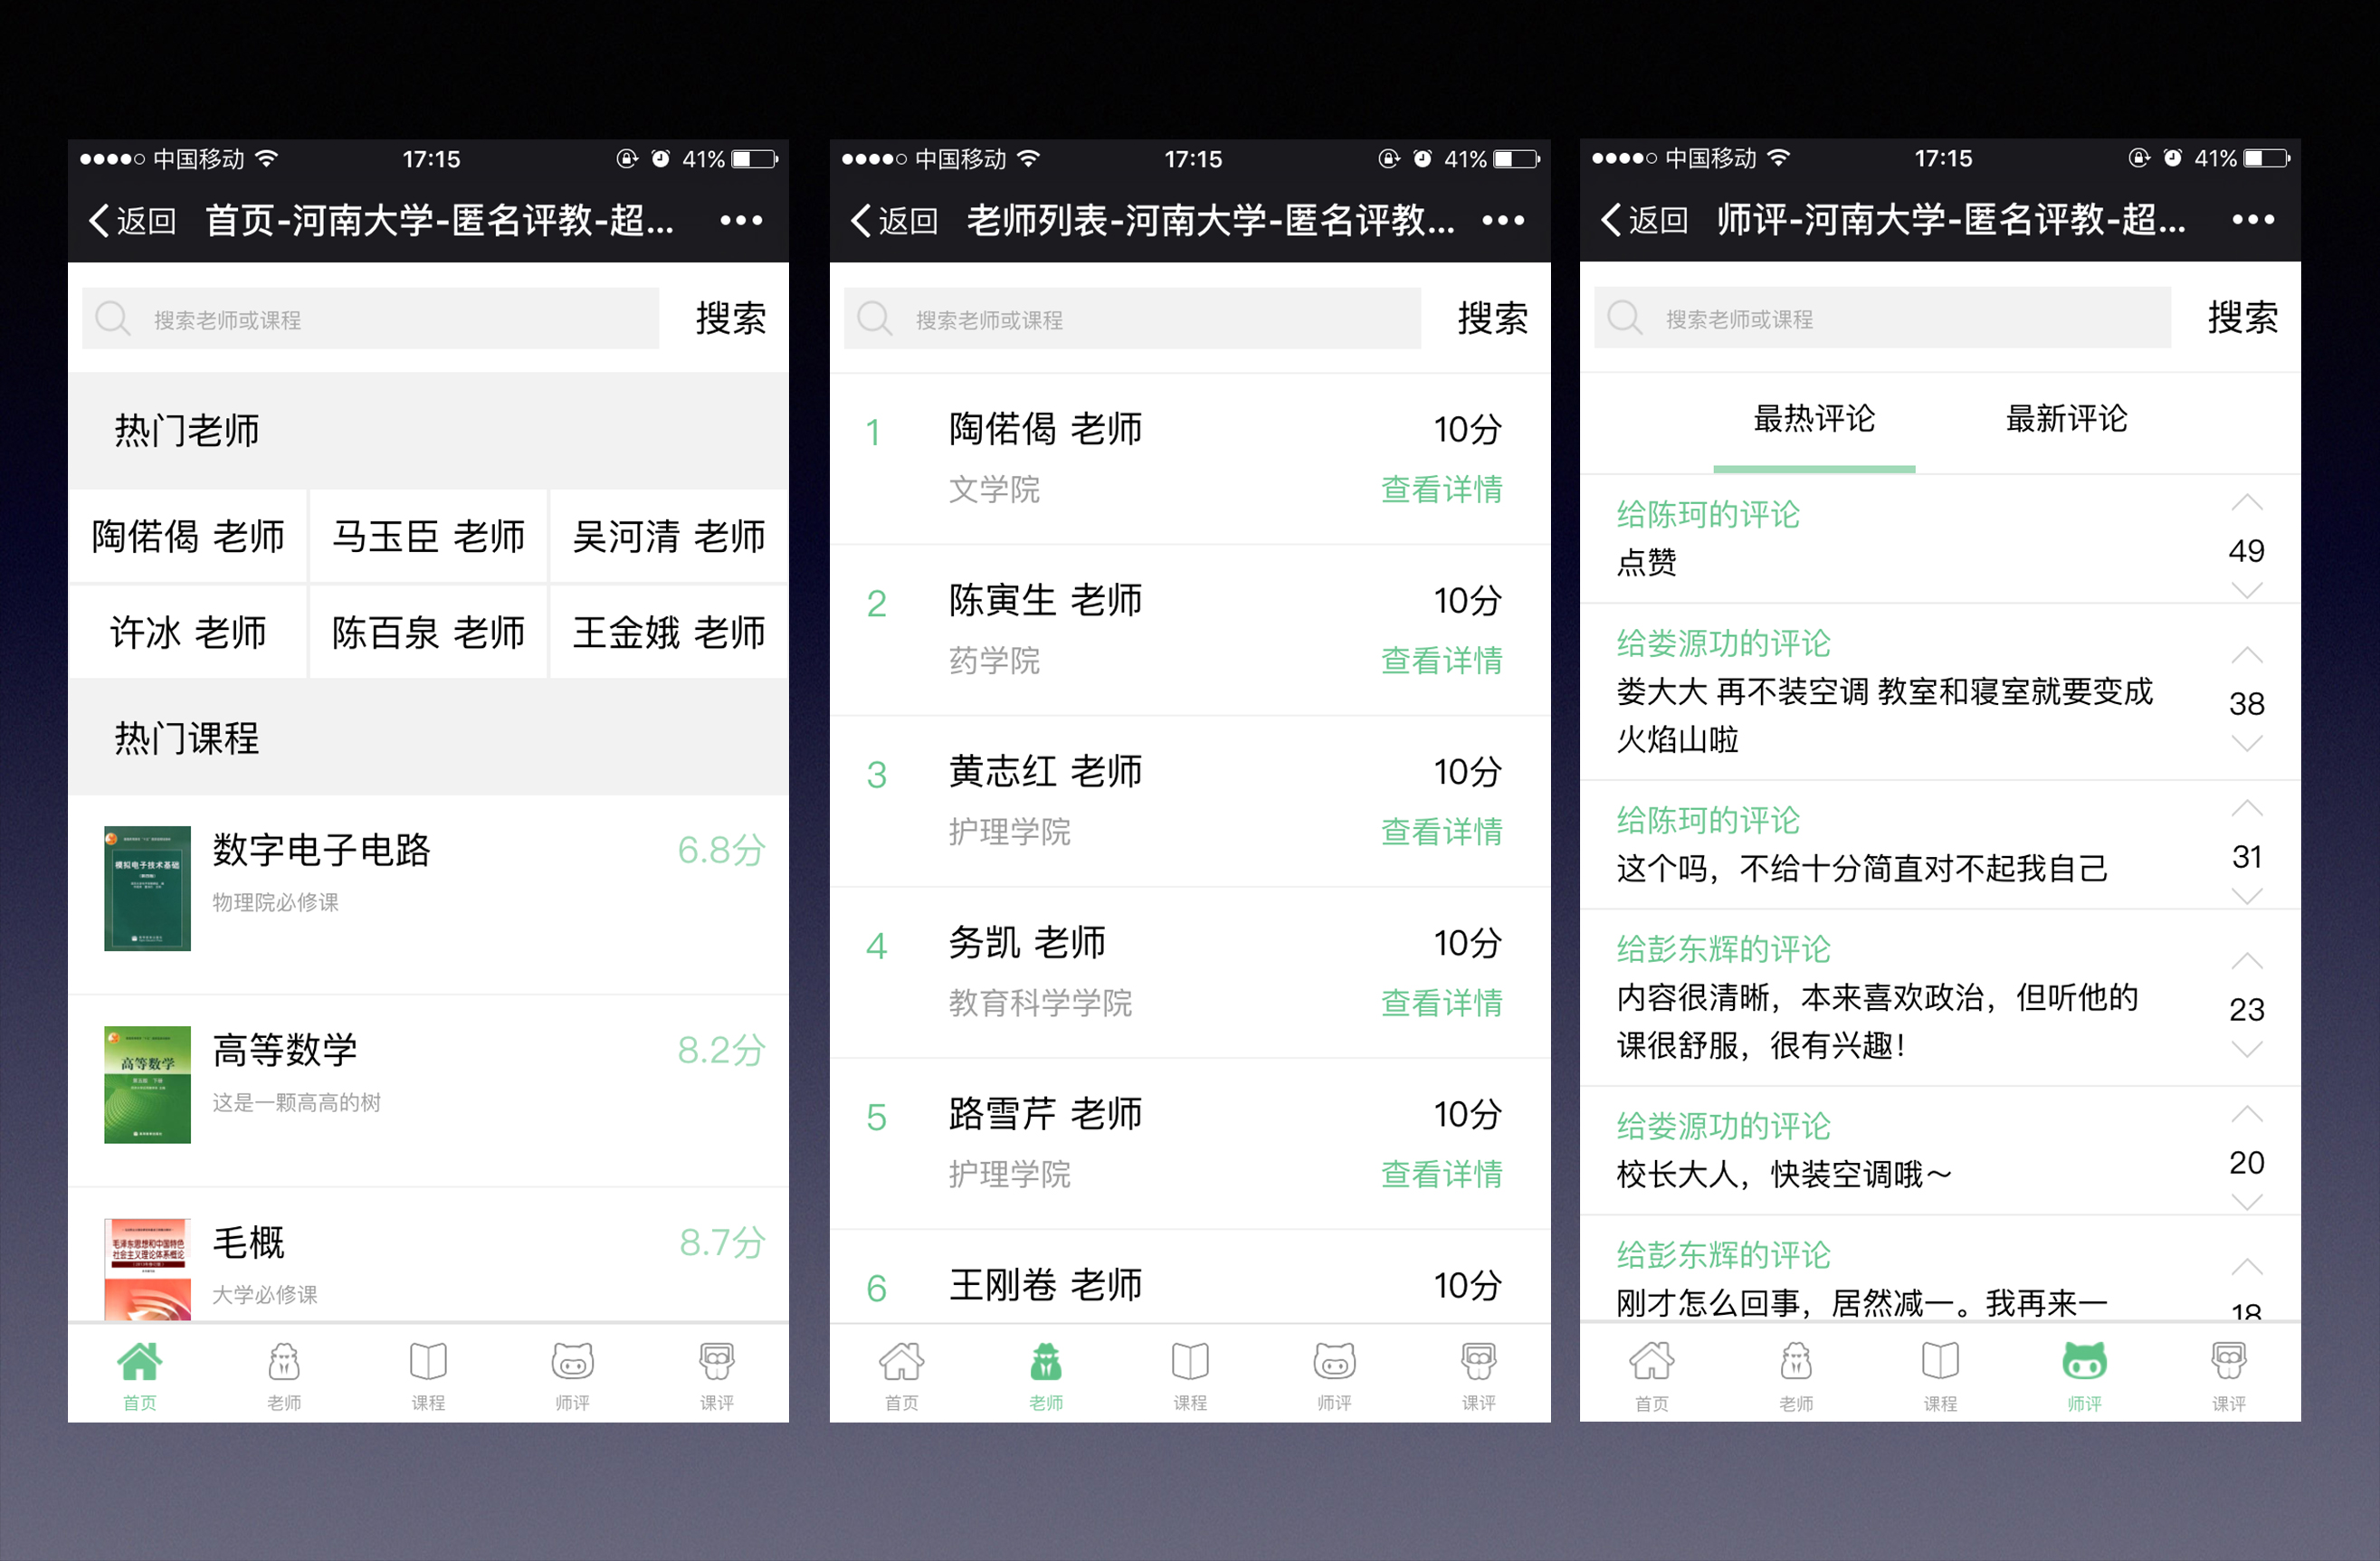 中国移动
17:15
41%
返回 首页-河南大学-匿名评教-超...
搜索老师或课程
搜索
热门老师
陶偌偈 老师
马玉臣 老师
吴河清 老师
许冰 老师
陈百泉 老师
王金娥 老师
热门课程
模拟电子技术基础
数字电子电路
6.8分
物理院必修课
高等数学
高等数学
8.2分
这是一颗高高的树
毛泽东思想和中国特色
社会主义理论体系概论
毛概
8.7分
大学必修课
首页
老师
课程
师评
课评
中国移动
17:15
41%
返回 老师列表-河南大学-匿名评教...
搜索老师或课程
搜索
1
陶偌偈 老师
10分
文学院
查看详情
2
陈寅生 老师
10分
药学院
查看详情
3
黄志红 老师
10分
护理学院
查看详情
4
务凯 老师
10分
教育科学学院
查看详情
5
路雪芹 老师
10分
护理学院
查看详情
6
王刚卷 老师
10分
首页
老师
课程
师评
课评
中国移动
17:15
41%
返回 师评-河南大学-匿名评教-超...
搜索老师或课程
搜索
最热评论
最新评论
给陈珂的评论
点赞
49
给娄源功的评论
娄大大 再不装空调 教室和寝室就要变成
火焰山啦
38
给陈珂的评论
这个吗，不给十分简直对不起我自己
31
给彭东辉的评论
内容很清晰，本来喜欢政治，但听他的
课很舒服，很有兴趣！
23
给娄源功的评论
校长大人，快装空调哦～
20
给彭东辉的评论
刚才怎么回事，居然减一。我再来一
18
首页
老师
课程
师评
课评